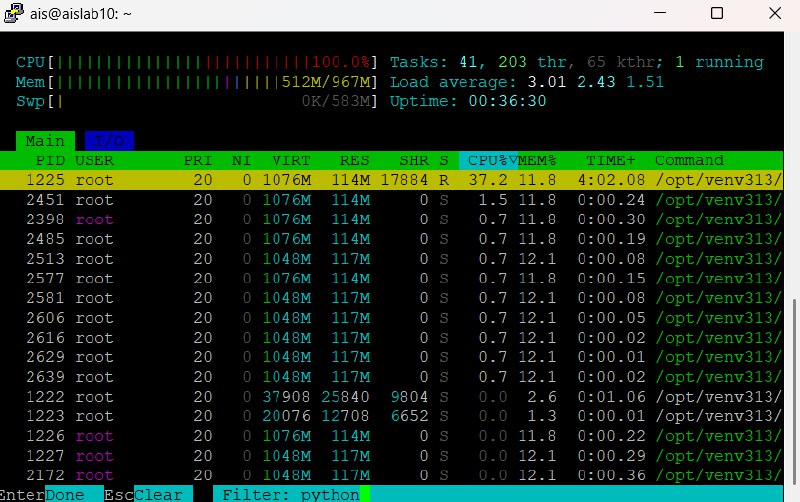 ais@aislab10: ~
CPU[||||||||||||||||||||||||||100.0%] Tasks: 41, 203 thr, 65 kthr; 1 running
Mem[|||||||||||||||||||||||512M/967M] Load average: 3.01 2.43 1.51
Swp[| 0K/583M] Uptime: 00:36:30
Main I/O
PID USER PRI NI VIRT RES SHR S CPU%▽MEM% TIME+ Command
1225 root 20 0 1076M 114M 17884 R 37.2 11.8 4:02.08 /opt/venv313/
2451 root 20 0 1076M 114M 0 S 1.5 11.8 0:00.24 /opt/venv313/
2398 root 20 0 1076M 114M 0 S 0.7 11.8 0:00.30 /opt/venv313/
2485 root 20 0 1076M 114M 0 S 0.7 11.8 0:00.19 /opt/venv313/
2513 root 20 0 1048M 117M 0 S 0.7 12.1 0:00.08 /opt/venv313/
2577 root 20 0 1076M 114M 0 S 0.7 11.8 0:00.15 /opt/venv313/
2581 root 20 0 1048M 117M 0 S 0.7 12.1 0:00.08 /opt/venv313/
2606 root 20 0 1048M 117M 0 S 0.7 12.1 0:00.05 /opt/venv313/
2616 root 20 0 1048M 117M 0 S 0.7 12.1 0:00.02 /opt/venv313/
2629 root 20 0 1048M 117M 0 S 0.7 12.1 0:00.01 /opt/venv313/
2639 root 20 0 1048M 117M 0 S 0.7 12.1 0:00.02 /opt/venv313/
1222 root 20 0 37908 25840 9804 S 0.0 2.6 0:01.06 /opt/venv313/
1223 root 20 0 20076 12708 6652 S 0.0 1.3 0:00.01 /opt/venv313/
1226 root 20 0 1076M 114M 0 S 0.0 11.8 0:00.22 /opt/venv313/
1227 root 20 0 1048M 117M 0 S 0.0 12.1 0:00.29 /opt/venv313/
2172 root 20 0 1048M 117M 0 S 0.0 12.1 0:00.36 /opt/venv313/
EnterDone EscClear Filter: python